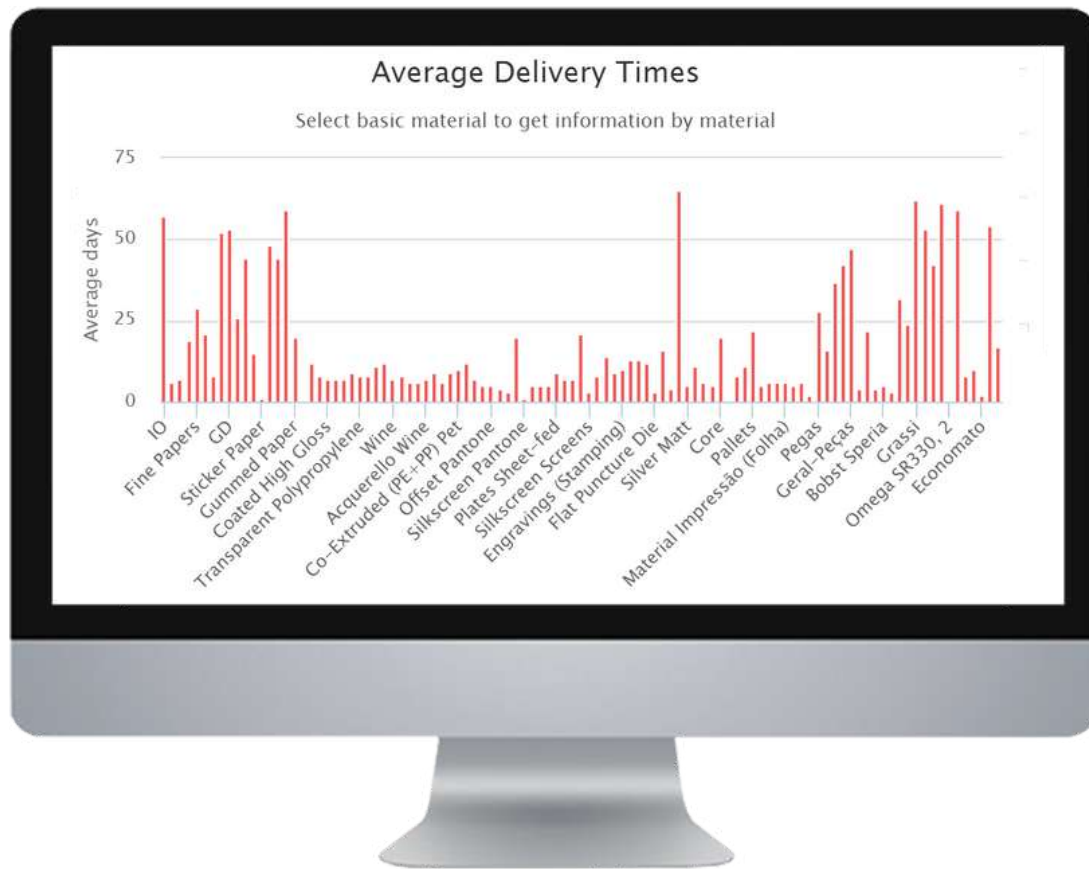 Average Delivery Times
Select basic material to get information by material
75
50
25
0
Average days
IO
Fine Papers
GD
Sticker Paper
Gummed Paper
Coated High Gloss
Transparent Polypropylene
Wine
Acquerello Wine
Co-Extruded (PE+PP) Pet
Offset Pantone
Silkscreen Pantone
Plates Sheet-fed
Silkscreen Screens
Engravings (Stamping)
Flat Puncture Die
Silver Matt
Core
Pallets
Material Impressão (Folha)
Pegas
Geral-Peças
Bobst Speria
Grassi
Omega SR330, 2
Economato